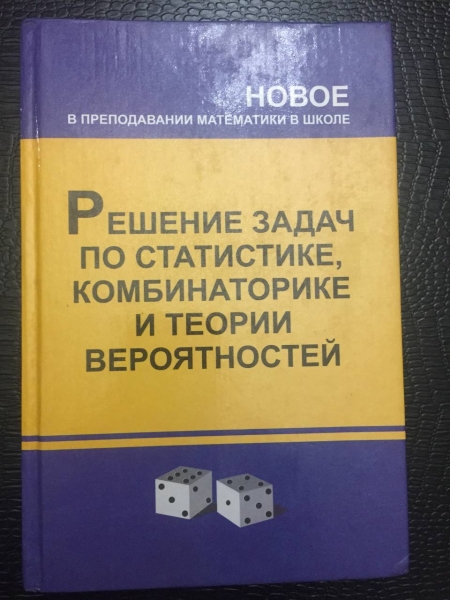 НОВОЕ
В ПРЕПОДАВАНИИ МАТЕМАТИКИ В ШКОЛЕ
РЕШЕНИЕ ЗАДАЧ
ПО СТАТИСТИКЕ,
КОМБИНАТОРИКЕ
И ТЕОРИИ
ВЕРОЯТНОСТЕЙ